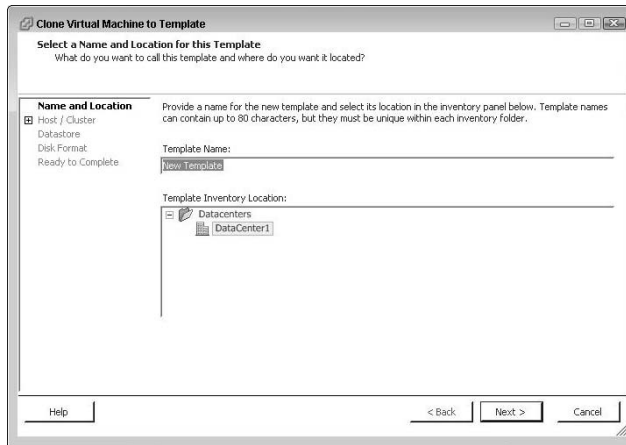 Clone Virtual Machine to Template
Select a Name and Location for this Template
What do you want to call this template and where do you want it located?
Name and Location
Host / Cluster
Datastore
Disk Format
Ready to Complete
Provide a name for the new template and select its location in the inventory panel below. Template names
can contain up to 80 characters, but they must be unique within each inventory folder.
Template Name:
New Template
Template Inventory Location:
Datacenters
DataCenter1
Help
< Back
Next >
Cancel